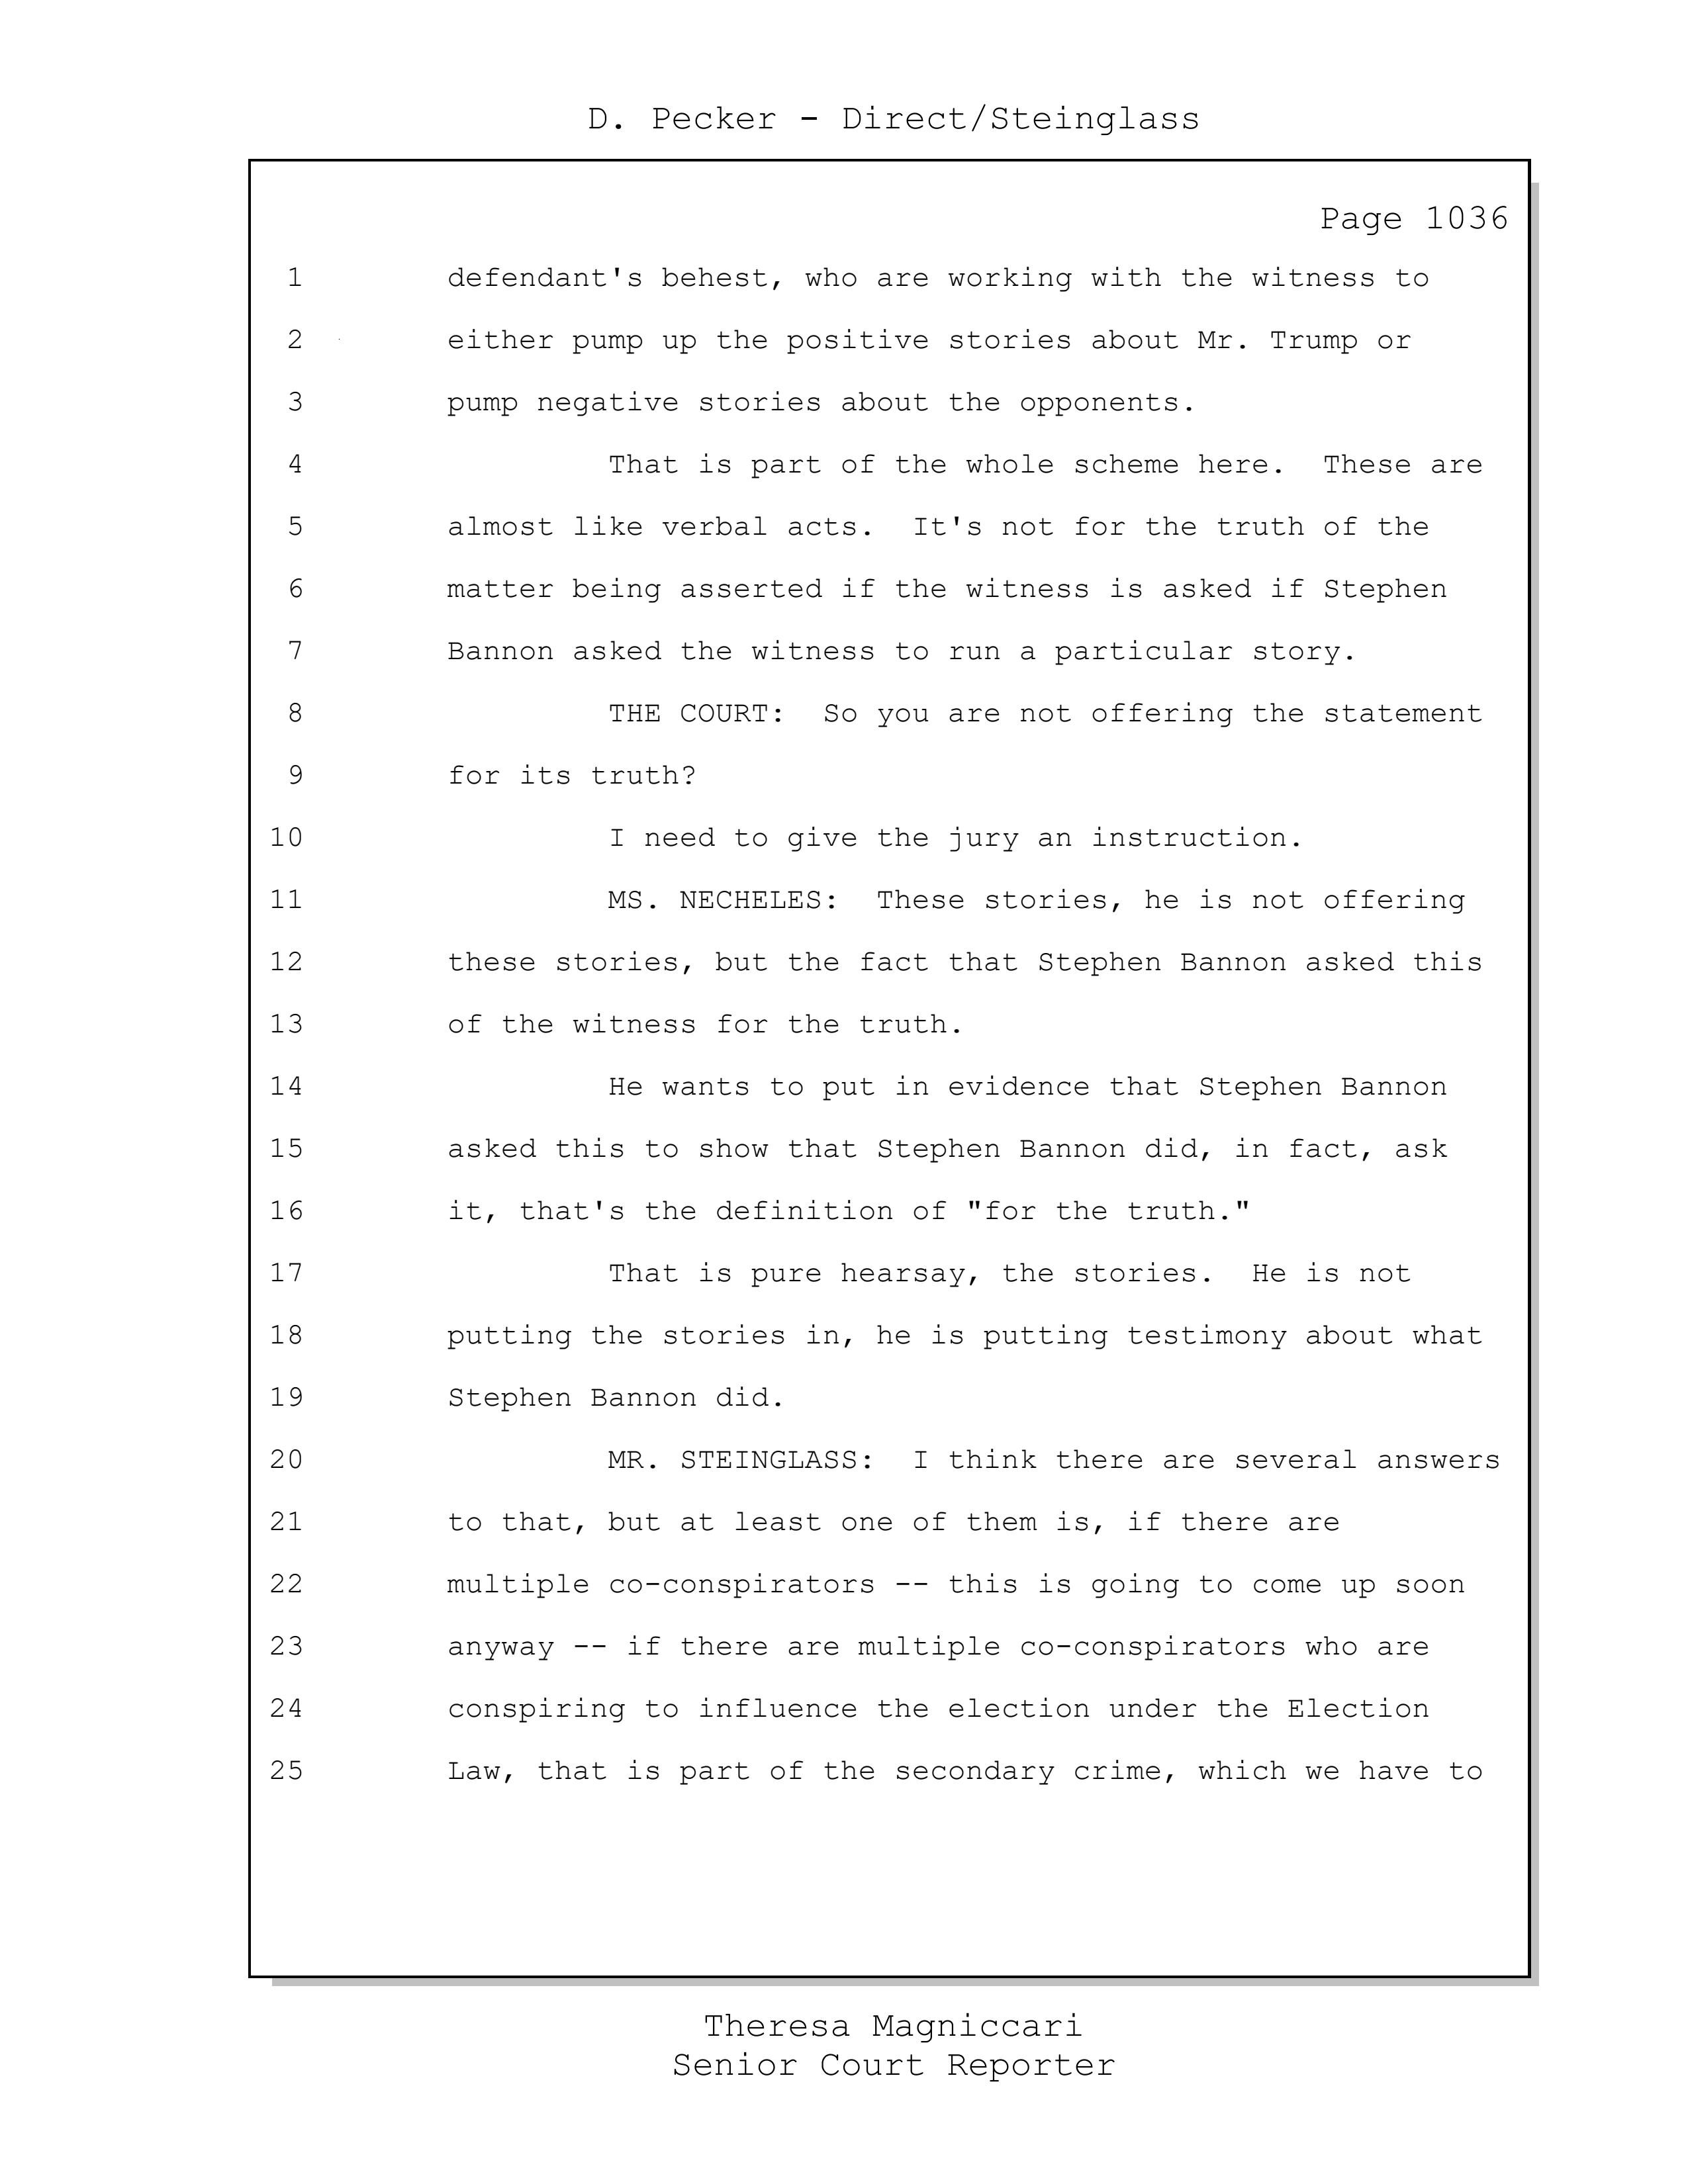 D. Pecker - Direct/Steinglass
Page 1036
1 defendant's behest, who are working with the witness to
2 either pump up the positive stories about Mr. Trump or
3 pump negative stories about the opponents.
4 That is part of the whole scheme here. These are
5 almost like verbal acts. It's not for the truth of the
6 matter being asserted if the witness is asked if Stephen
7 Bannon asked the witness to run a particular story.
8 THE COURT: So you are not offering the statement
9 for its truth?
10 I need to give the jury an instruction.
11 MS. NECHELES: These stories, he is not offering
12 these stories, but the fact that Stephen Bannon asked this
13 of the witness for the truth.
14 He wants to put in evidence that Stephen Bannon
15 asked this to show that Stephen Bannon did, in fact, ask
16 it, that's the definition of "for the truth."
17 That is pure hearsay, the stories. He is not
18 putting the stories in, he is putting testimony about what
19 Stephen Bannon did.
20 MR. STEINGLASS: I think there are several answers
21 to that, but at least one of them is, if there are
22 multiple co-conspirators -- this is going to come up soon
23 anyway -- if there are multiple co-conspirators who are
24 conspiring to influence the election under the Election
25 Law, that is part of the secondary crime, which we have to
Theresa Magniccari
Senior Court Reporter